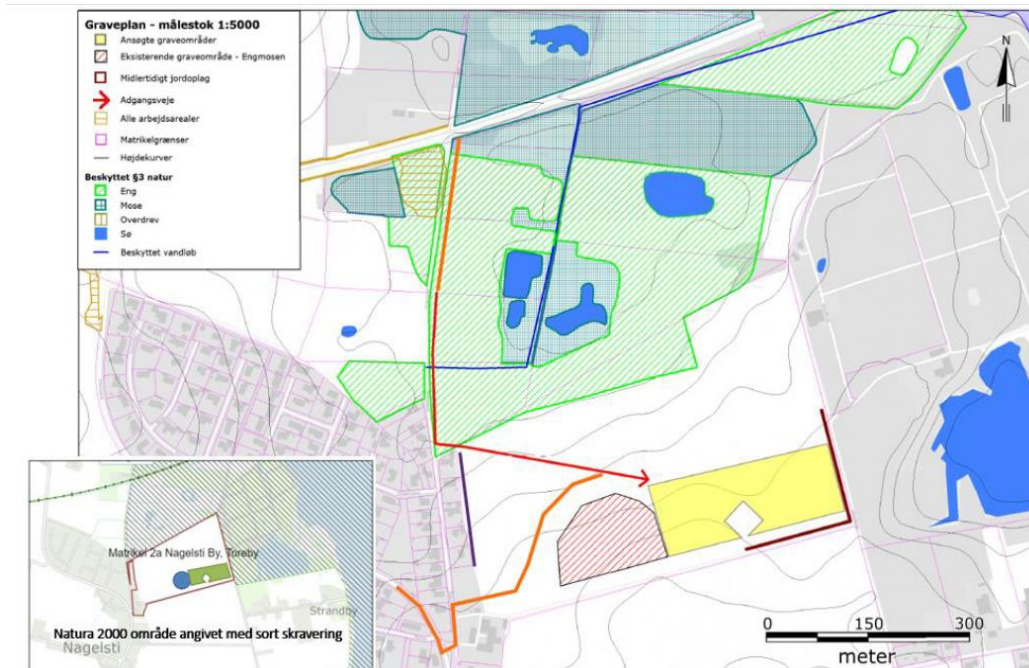 Graveplan - målestok 1:5000
Ansøgte graveområder
Eksisterende graveområde - Engmosen
Midlertidigt jordoplag
Adgangsveje
Alle arbejdsarealer
Matrikelgrænser
Højdekurver
Beskyttet §3 natur
Eng
Mose
Overdrev
Sø
Beskyttet vandløb
N
Matrikel 2a Nagelsti By, Toreby
Strandby
Natura 2000 område angivet med sort skravering
Nagelsti
0 150 300
meter